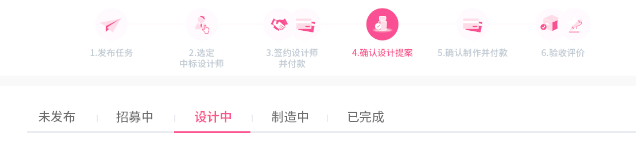 1.发布任务
2.选定
中标设计师
3.签约设计师
并付款
4.确认设计提案
5.确认制作并付款
6.验收评价
未发布 招募中 设计中 制造中 已完成